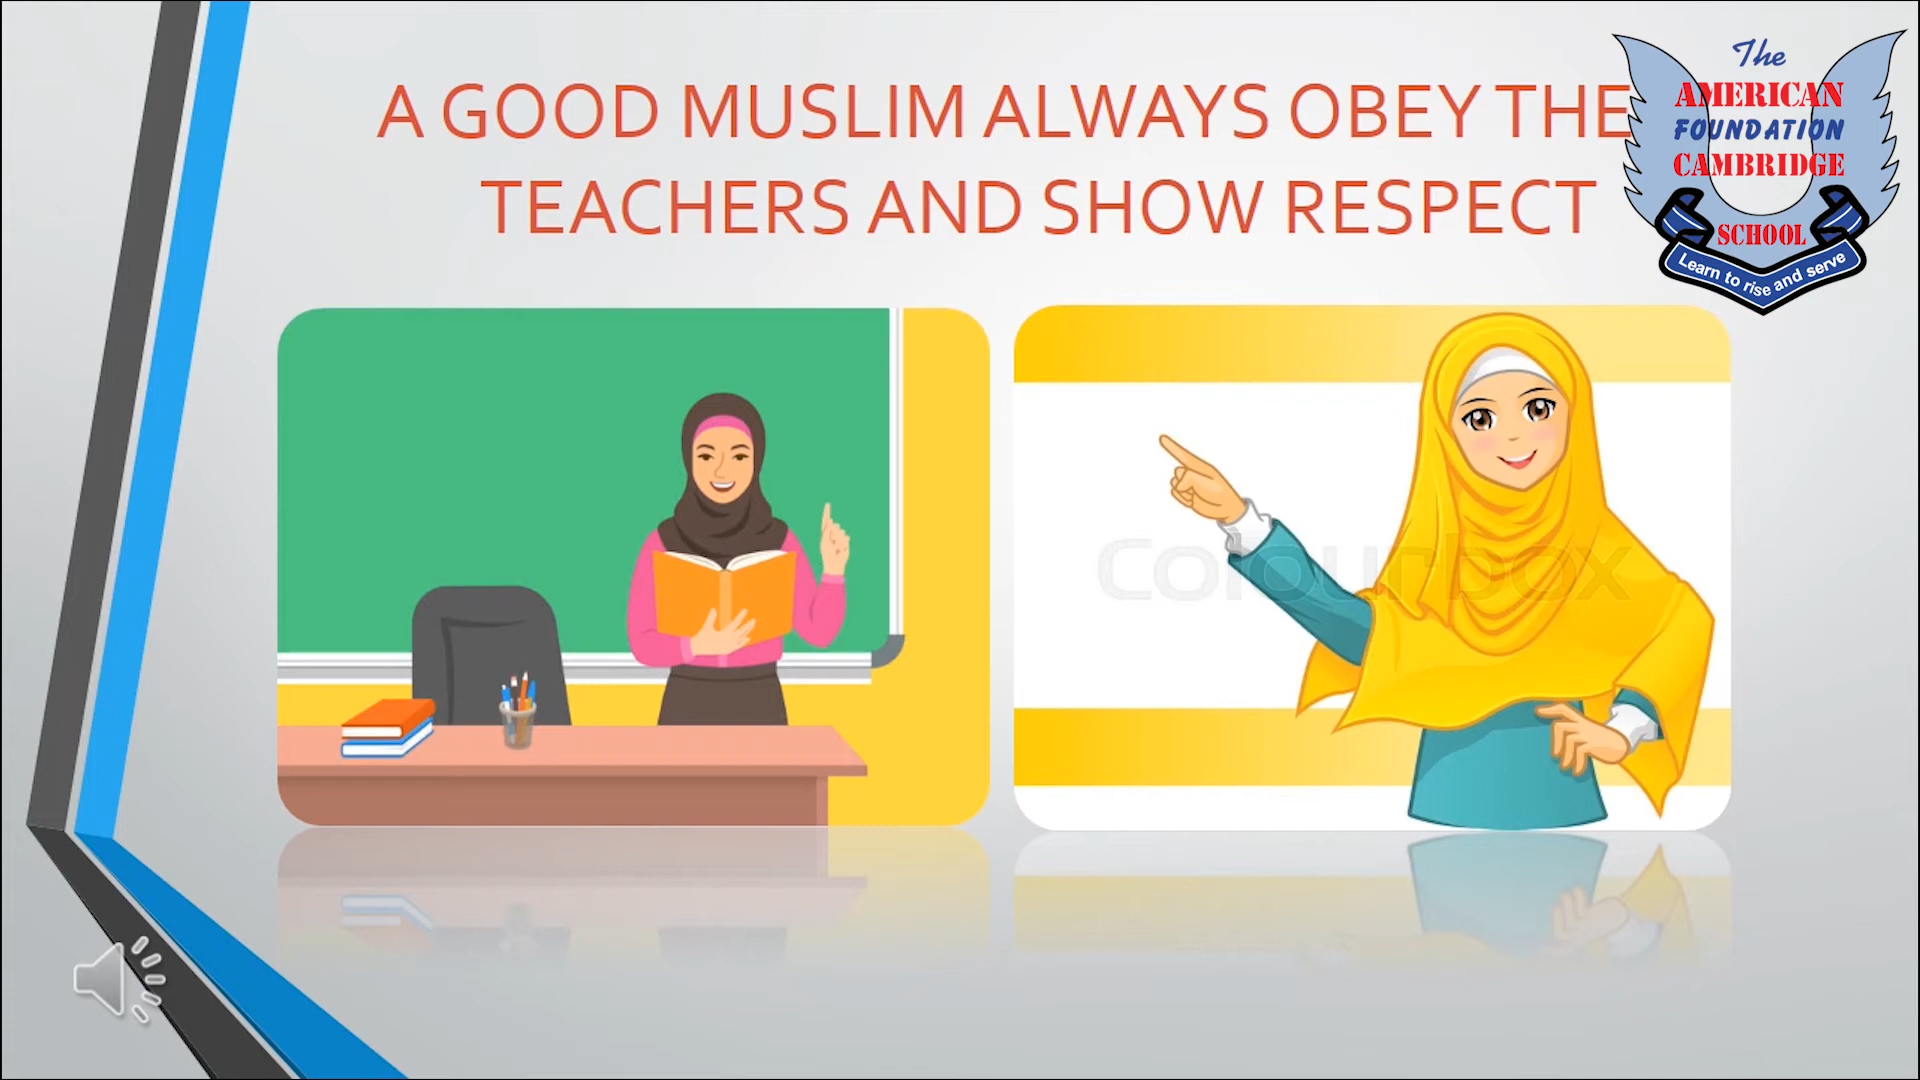 A GOOD MUSLIM ALWAYS OBEY THE
TEACHERS AND SHOW RESPECT
The
AMERICAN
FOUNDATION
CAMBRIDGE
SCHOOL
Learn to rise and serve
colourbox